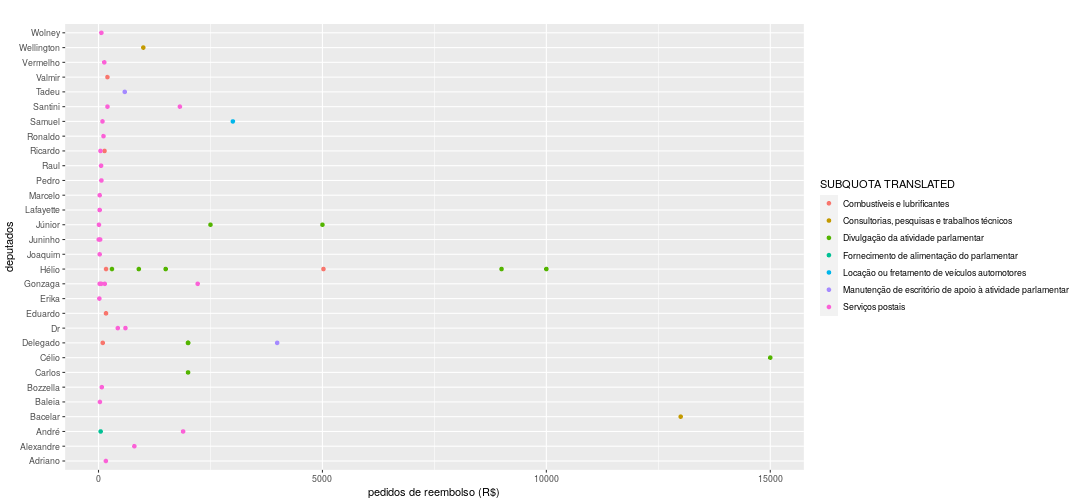 Wolney
Wellington
Vermelho
Valmir
Tadeu
Santini
Samuel
Ronaldo
Ricardo
Raul
Pedro
Marcelo
Lafayette
Júnior
Juninho
Joaquim
Hélio
Gonzaga
Erika
Eduardo
Dr
Delegado
Célio
Carlos
Bozzella
Baleia
Bacelar
André
Alexandre
Adriano
deputados
0 5000 10000 15000
pedidos de reembolso (R$)
SUBQUOTA TRANSLATED
Combustíveis e lubrificantes
Consultorias, pesquisas e trabalhos técnicos
Divulgação da atividade parlamentar
Fornecimento de alimentação do parlamentar
Locação ou fretamento de veículos automotores
Manutenção de escritório de apoio à atividade parlamentar
Serviços postais